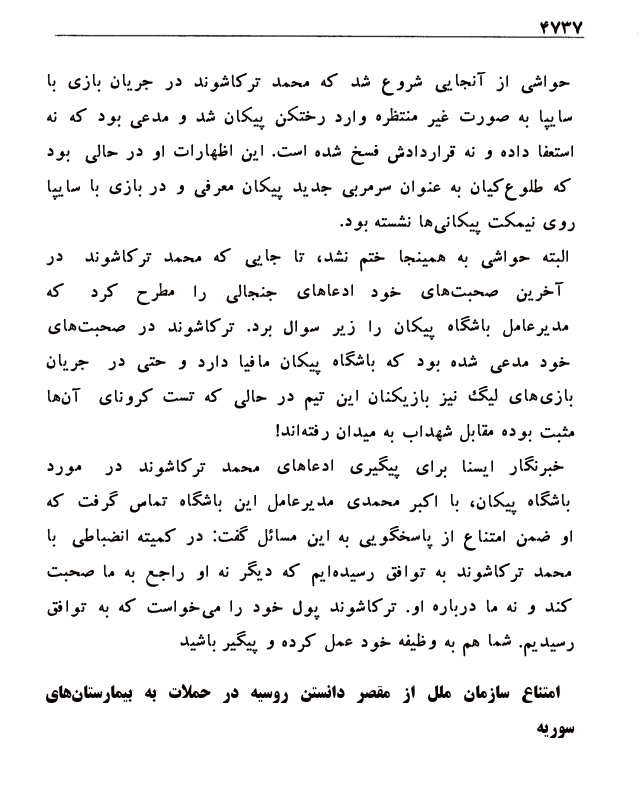 ۴۷۳۷
حواشی از آنجایی شروع شد که محمد ترکاشوند در جریان بازی با
سایپا به صورت غیر منتظره وارد رختکن پیکان شد و مدعی بود که نه
استعفا داده و نه قراردادش فسخ شده است. این اظهارات او در حالی بود
که طلوع‌کیان به عنوان سرمربی جدید پیکان معرفی و در بازی با سایپا
روی نیمکت پیکانی‌ها نشسته بود.
البته حواشی به همینجا ختم نشد، تا جایی که محمد ترکاشوند در
آخرین صحبت‌های خود ادعاهای جنجالی را مطرح کرد که
مدیرعامل باشگاه پیکان را زیر سوال برد. ترکاشوند در صحبت‌های
خود مدعی شده بود که باشگاه پیکان مافیا دارد و حتی در جریان
بازی‌های لیگ نیز بازیکنان این تیم در حالی که تست کرونای آن‌ها
مثبت بوده مقابل شهداب به میدان رفته‌اند!
خبرنگار ایسنا برای پیگیری ادعاهای محمد ترکاشوند در مورد
باشگاه پیکان، با اکبر محمدی مدیرعامل این باشگاه تماس گرفت که
او ضمن امتناع از پاسخگویی به این مسائل گفت: در کمیته انضباطی با
محمد ترکاشوند به توافق رسیده‌ایم که دیگر نه او راجع به ما صحبت
کند و نه ما درباره او. ترکاشوند پول خود را می‌خواست که به توافق
رسیدیم. شما هم به وظیفه خود عمل کرده و پیگیر باشید
امتناع سازمان ملل از مقصر دانستن روسیه در حملات به بیمارستان‌های
سوریه